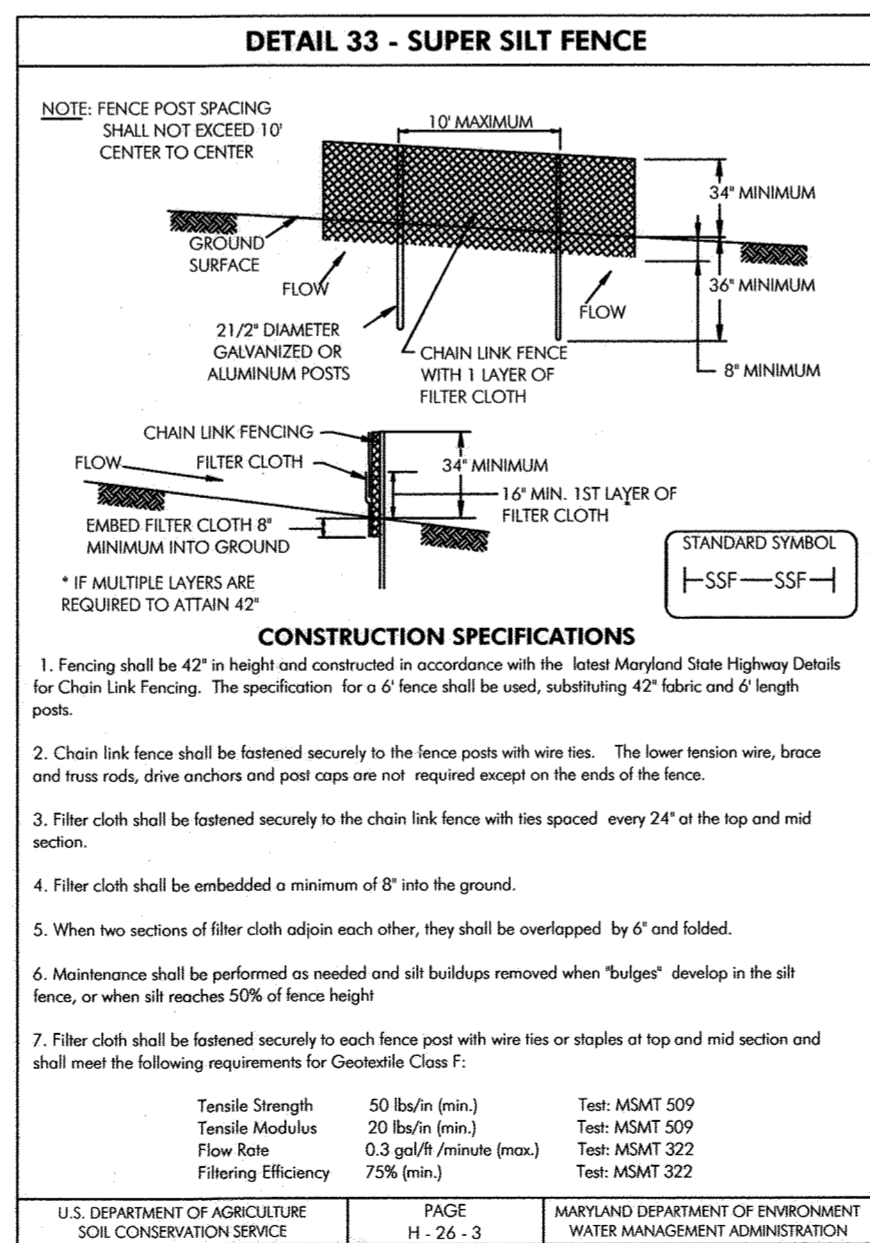 DETAIL 33 - SUPER SILT FENCE
NOTE: FENCE POST SPACING
SHALL NOT EXCEED 10'
CENTER TO CENTER
10' MAXIMUM
34" MINIMUM
GROUND
SURFACE
FLOW
36" MINIMUM
FLOW
21/2" DIAMETER
GALVANIZED OR
ALUMINUM POSTS
CHAIN LINK FENCE
WITH 1 LAYER OF
FILTER CLOTH
8" MINIMUM
CHAIN LINK FENCING
FLOW
FILTER CLOTH
34" MINIMUM
16" MIN. 1ST LAYER OF
FILTER CLOTH *
EMBED FILTER CLOTH 8"
MINIMUM INTO GROUND
* IF MULTIPLE LAYERS ARE
REQUIRED TO ATTAIN 42"
STANDARD SYMBOL
SSF SSF
CONSTRUCTION SPECIFICATIONS
1. Fencing shall be 42" in height and constructed in accordance with the latest Maryland State Highway Details
for Chain Link Fencing. The specification for a 6' fence shall be used, substituting 42" fabric and 6' length
posts.
2. Chain link fence shall be fastened securely to the fence posts with wire ties. The lower tension wire, brace
and truss rods, drive anchors and post caps are not required except on the ends of the fence.
3. Filter cloth shall be fastened securely to the chain link fence with ties spaced every 24" at the top and mid
section.
4. Filter cloth shall be embedded a minimum of 8" into the ground.
5. When two sections of filter cloth adjoin each other, they shall be overlapped by 6" and folded.
6. Maintenance shall be performed as needed and silt buildups removed when "bulges" develop in the silt
fence, or when silt reaches 50% of fence height
7. Filter cloth shall be fastened securely to each fence post with wire ties or staples at top and mid section and
shall meet the following requirements for Geotextile Class F:
Tensile Strength 50 lbs/in (min.) Test: MSMT 509
Tensile Modulus 20 lbs/in (min.) Test: MSMT 509
Flow Rate 0.3 gal/ft /minute (max.) Test: MSMT 322
Filtering Efficiency 75% (min.) Test: MSMT 322
U.S. DEPARTMENT OF AGRICULTURE
SOIL CONSERVATION SERVICE
PAGE
H - 26 - 3
MARYLAND DEPARTMENT OF ENVIRONMENT
WATER MANAGEMENT ADMINISTRATION